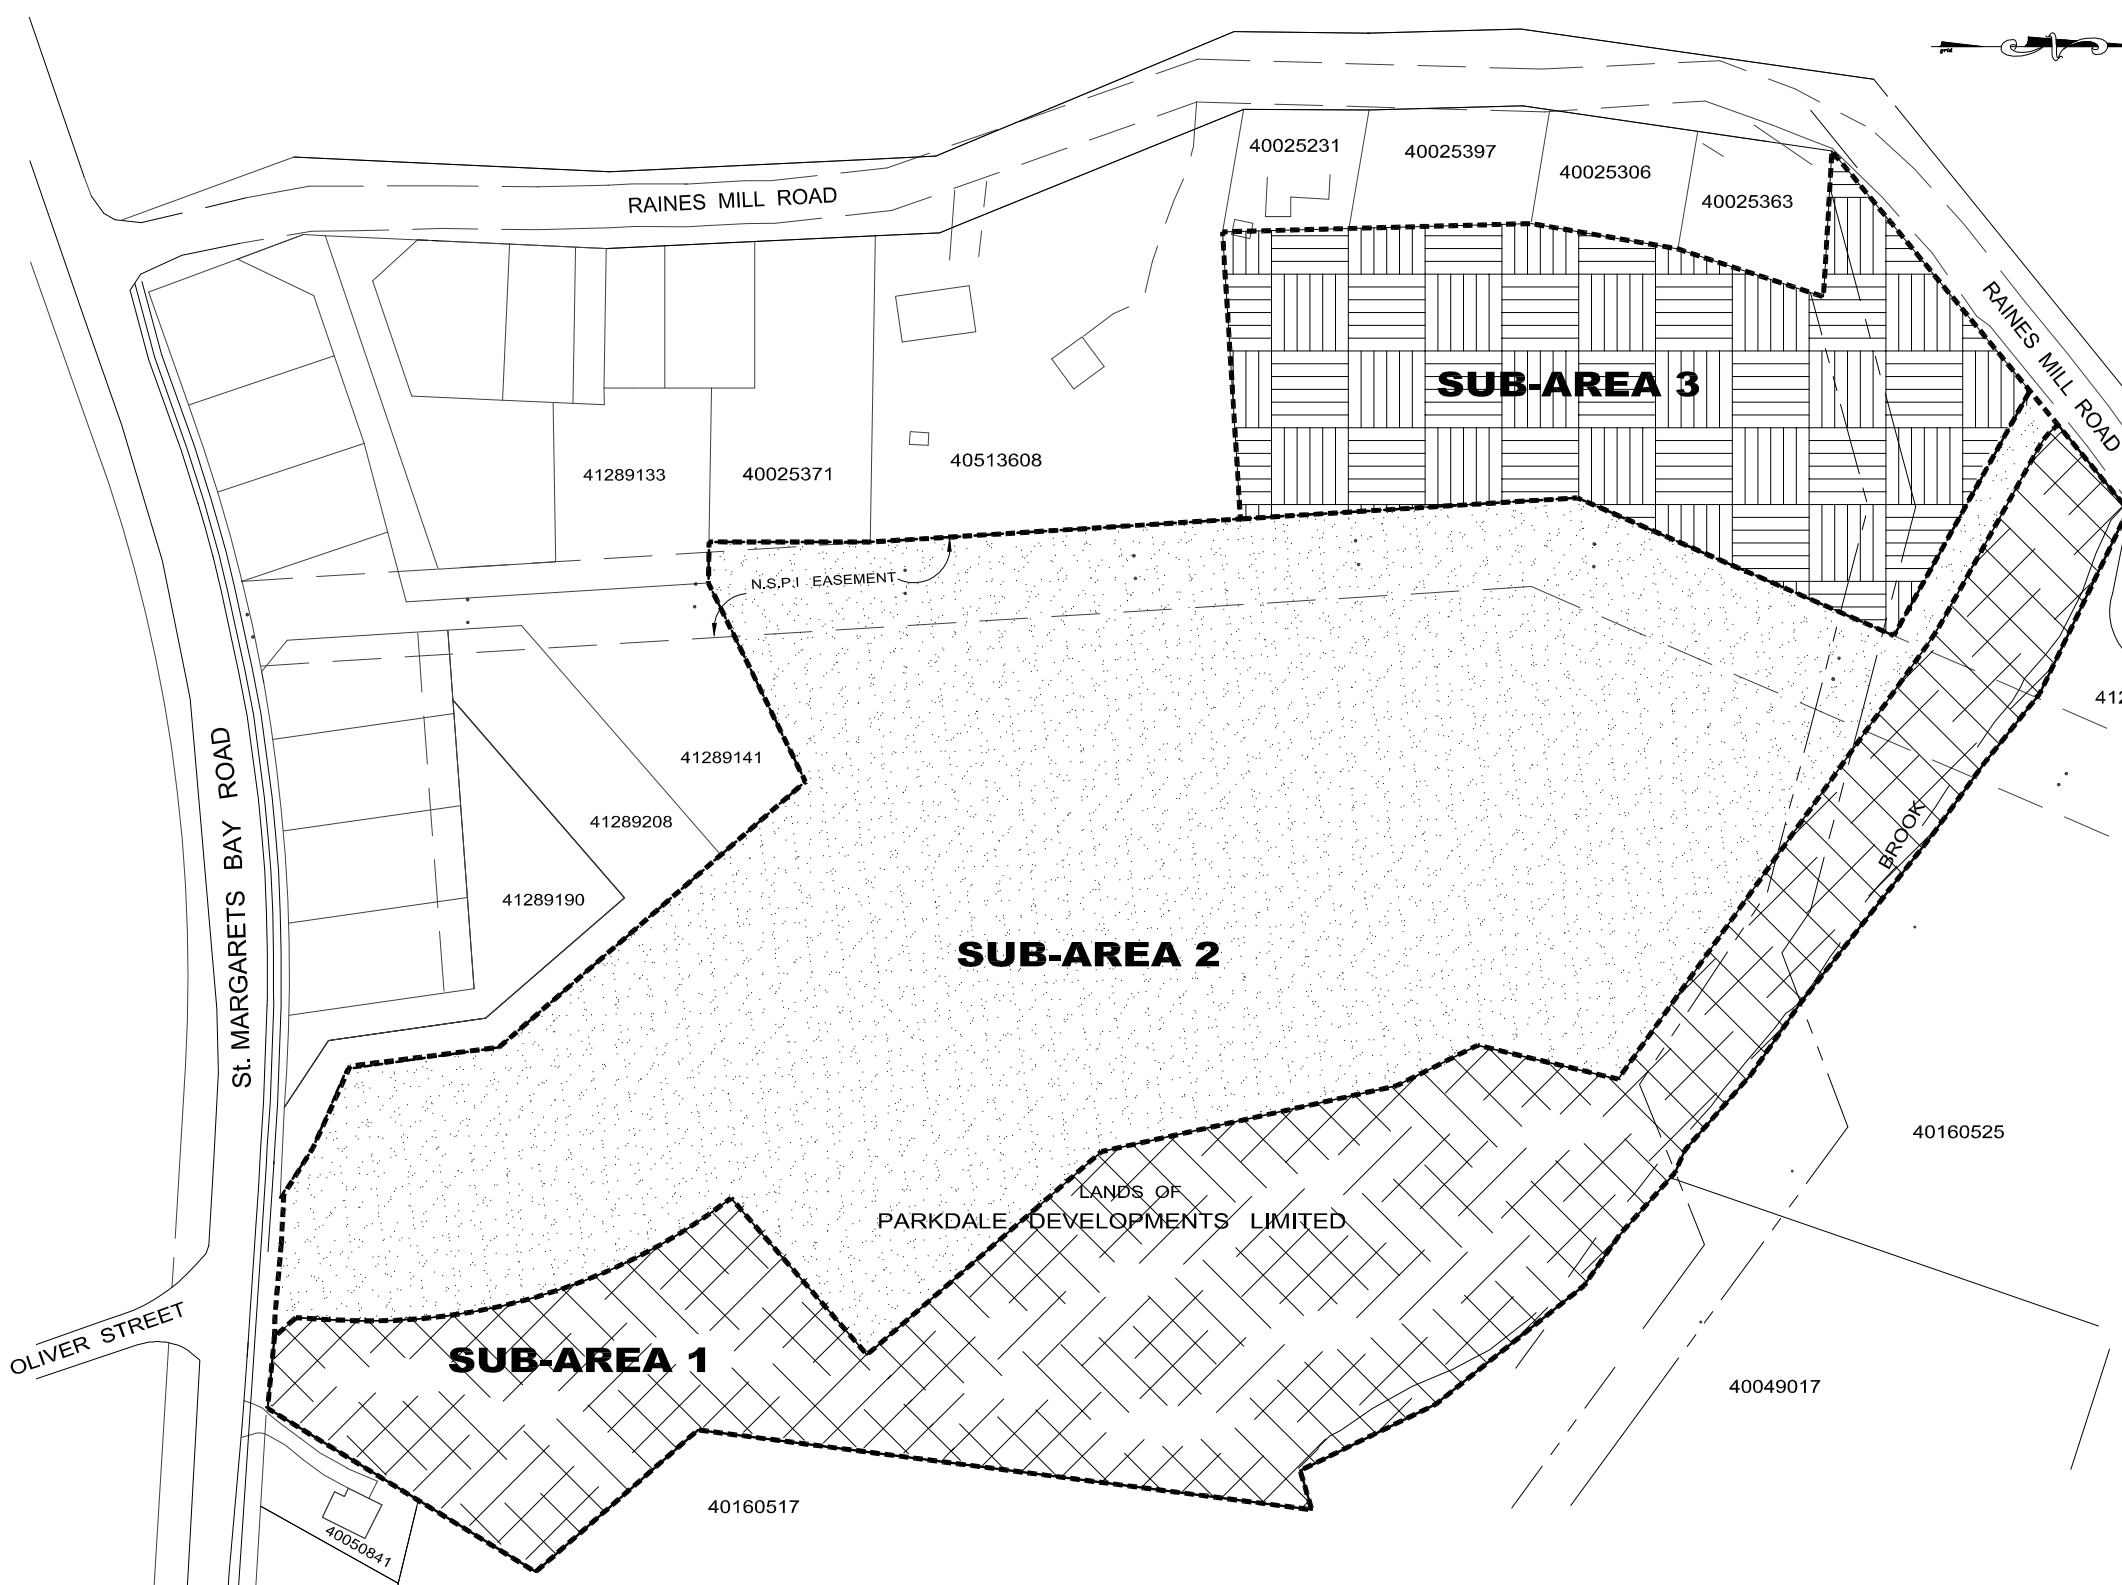 grid
40025231
40025397
40025306
40025363
RAINES MILL ROAD
RAINES MILL ROAD
SUB-AREA 3
41289133
40025371
40513608
N.S.P.I EASEMENT
41289141
41289208
41289190
St. MARGARETS BAY ROAD
BROOK
SUB-AREA 2
40160525
LANDS OF
PARKDALE DEVELOPMENTS LIMITED
OLIVER STREET
SUB-AREA 1
40049017
40160517
40050841